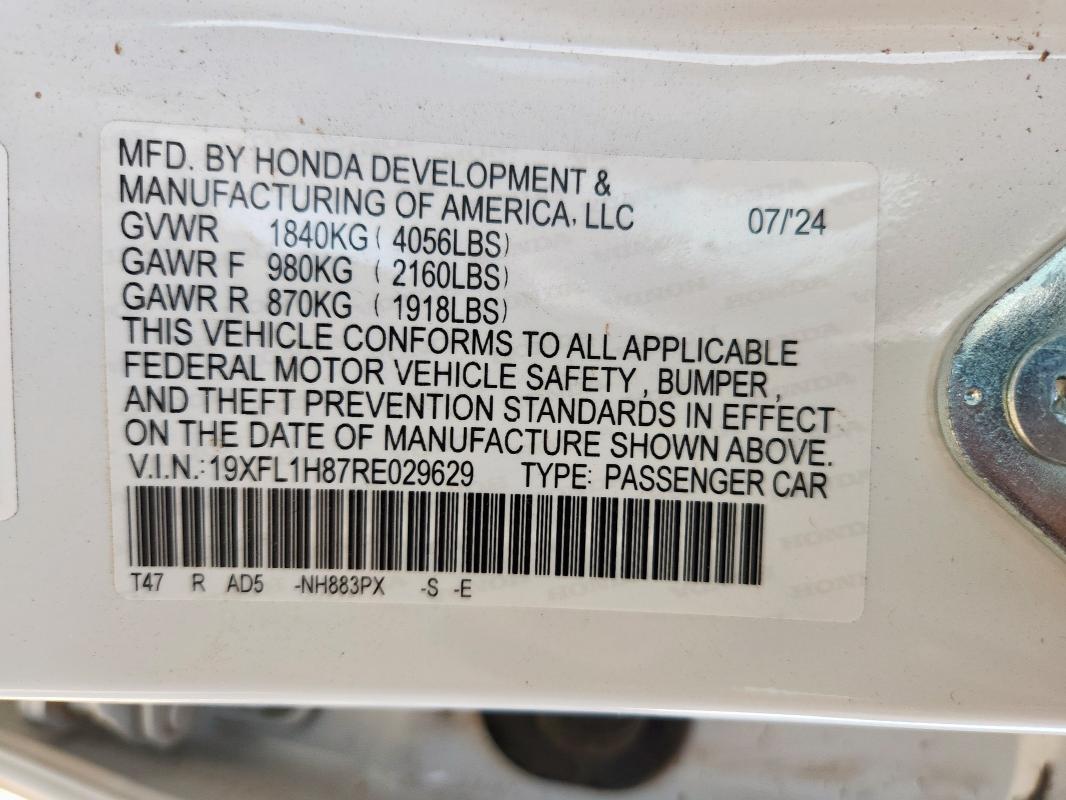 MFD. BY HONDA DEVELOPMENT &
MANUFACTURING OF AMERICA, LLC 07/'24
GVWR 1840KG ( 4056LBS)
GAWR F 980KG ( 2160LBS)
GAWR R 870KG ( 1918LBS)
THIS VEHICLE CONFORMS TO ALL APPLICABLE
FEDERAL MOTOR VEHICLE SAFETY , BUMPER ,
AND THEFT PREVENTION STANDARDS IN EFFECT
ON THE DATE OF MANUFACTURE SHOWN ABOVE.
V.I.N.: 19XFL1H87RE029629 TYPE: PASSENGER CAR
T47 R AD5 -NH883PX -S -E